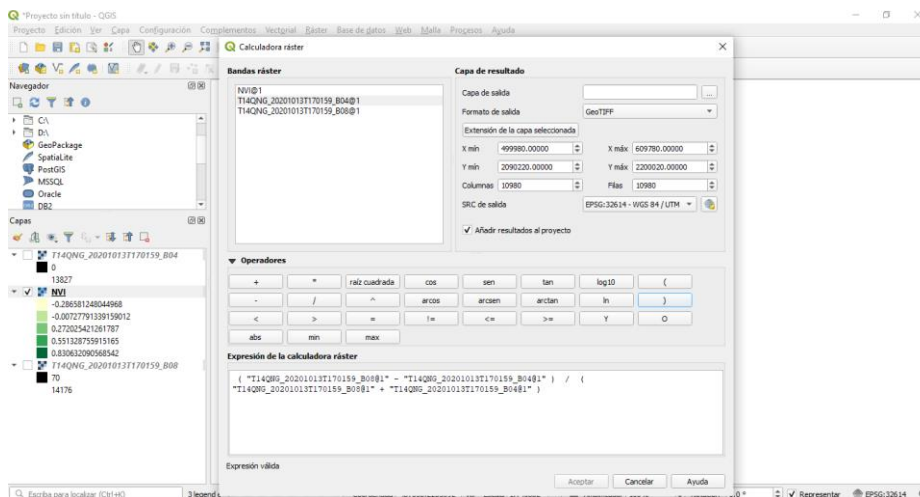 *Proyecto sin título - QGIS
Proyecto Edición Ver Capa Configuración Complementos Vectorial Ráster Base de datos Web Malla Procesos Ayuda
Navegador
C:\
D:\
GeoPackage
SpatiaLite
PostGIS
MSSQL
Oracle
DB2
Capas
T14QNG_20201013T170159_B04
0
13827
NVI
-0.286581248044968
-0.00727791339159012
0.272025421261787
0.551328755915165
0.830632090568542
T14QNG_20201013T170159_B08
70
14176
Calculadora ráster
Bandas ráster
NVI@1
T14QNG_20201013T170159_B04@1
T14QNG_20201013T170159_B08@1
Capa de resultado
Capa de salida
...
Formato de salida GeoTIFF
Extensión de la capa seleccionada
X mín 499980.00000 X máx 609780.00000
Y mín 2090220.00000 Y máx 2200020.00000
Columnas 10980 Filas 10980
SRC de salida EPSG:32614 - WGS 84 / UTM
Añadir resultados al proyecto
Operadores
+ * raíz cuadrada cos sen tan log10 (
- / ^ arcos arcsen arctan ln )
< > = != <= >= Y O
abs min max
Expresión de la calculadora ráster
( "T14QNG_20201013T170159_B08@1" - "T14QNG_20201013T170159_B04@1" ) / (
"T14QNG_20201013T170159_B08@1" + "T14QNG_20201013T170159_B04@1" )
Expresión válida
Aceptar Cancelar Ayuda
Escriba para localizar (Ctrl+K) 3 legend Representar EPSG:32614